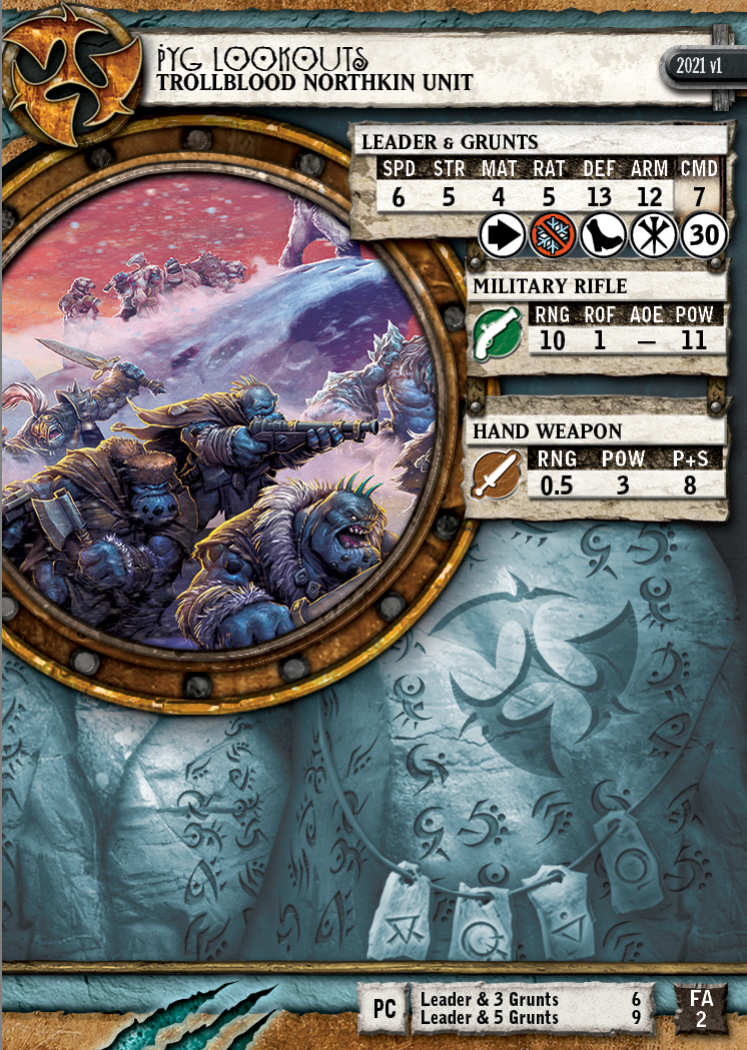 PYG LOOKOUTS
TROLLBLOOD NORTHKIN UNIT
2021 v1
LEADER & GRUNTS
SPD STR MAT RAT DEF ARM CMD
6 5 4 5 13 12 7
30
MILITARY RIFLE
RNG ROF AOE POW
10 1 — 11
HAND WEAPON
RNG POW P+S
0.5 3 8
PC
Leader & 3 Grunts 6
Leader & 5 Grunts 9
FA
2